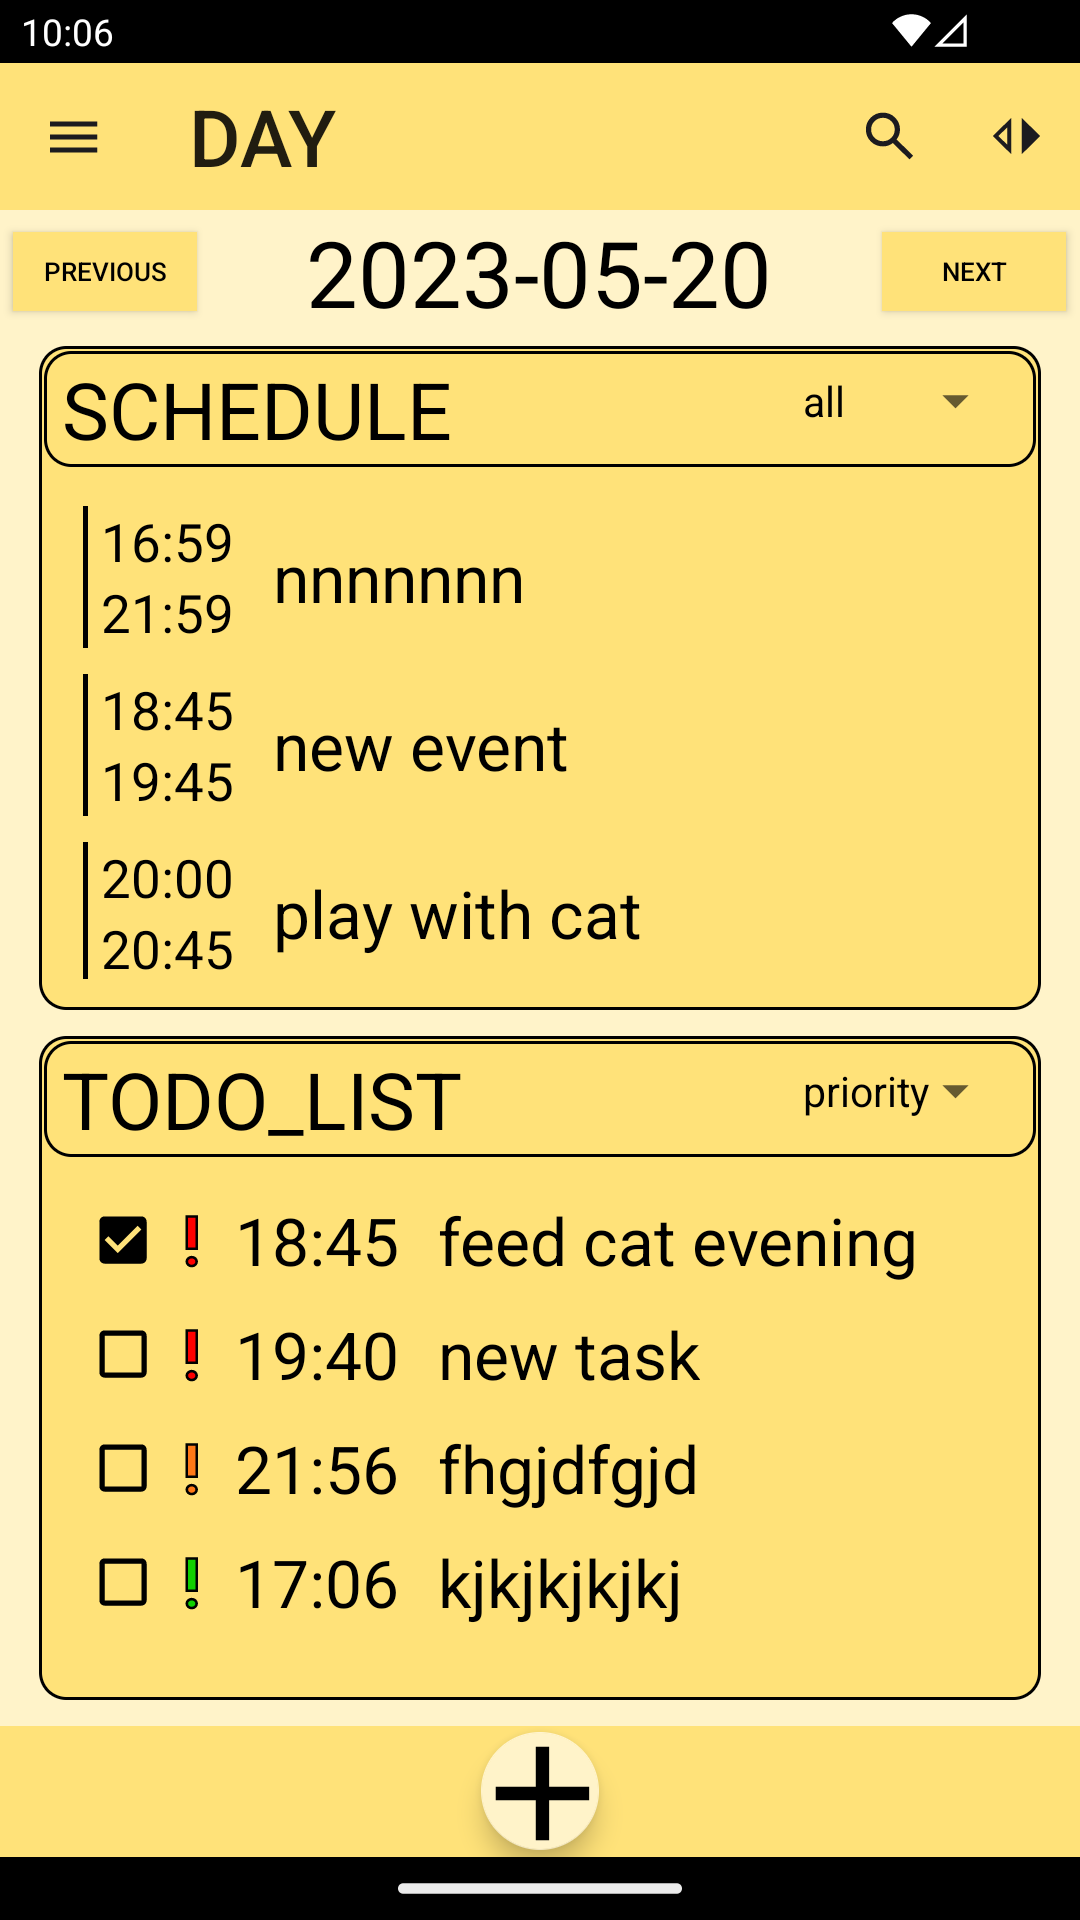 10:06
DAY
PREVIOUS
2023-05-20
NEXT
SCHEDULE
all
16:59
21:59
nnnnnnn
18:45
19:45
new event
20:00
20:45
play with cat
TODO_LIST
priority
18:45 feed cat evening
19:40 new task
21:56 fhgjdfgjd
17:06 kjkjkjkjkj